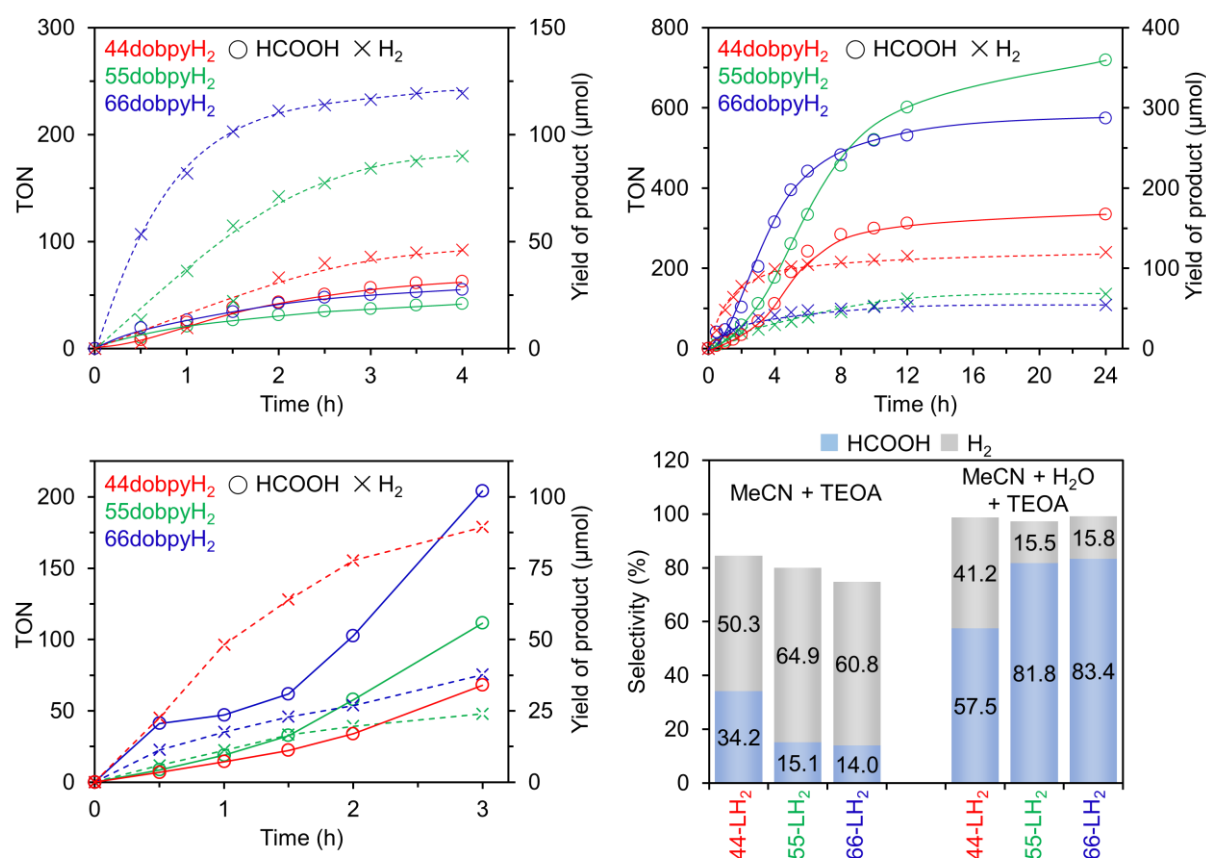 300
250
200
150
100
50
0
TON
44dobpyH₂ ○ HCOOH × H₂
55dobpyH₂
66dobpyH₂
150
100
50
0
Yield of product (μmol)
0 1 2 3 4
Time (h)
800
600
400
200
0
TON
44dobpyH₂ ○ HCOOH × H₂
55dobpyH₂
66dobpyH₂
400
300
200
100
0
Yield of product (μmol)
0 4 8 12 16 20 24
Time (h)
200
150
100
50
0
TON
44dobpyH₂ ○ HCOOH × H₂
55dobpyH₂
66dobpyH₂
100
75
50
25
0
Yield of product (μmol)
0 1 2 3
Time (h)
HCOOH H₂
120
100
80
60
40
20
0
Selectivity (%)
MeCN + TEOA
MeCN + H₂O
+ TEOA
50.3 64.9 60.8 41.2 15.5 15.8
34.2 15.1 14.0 57.5 81.8 83.4
44-LH₂ 55-LH₂ 66-LH₂ 44-LH₂ 55-LH₂ 66-LH₂